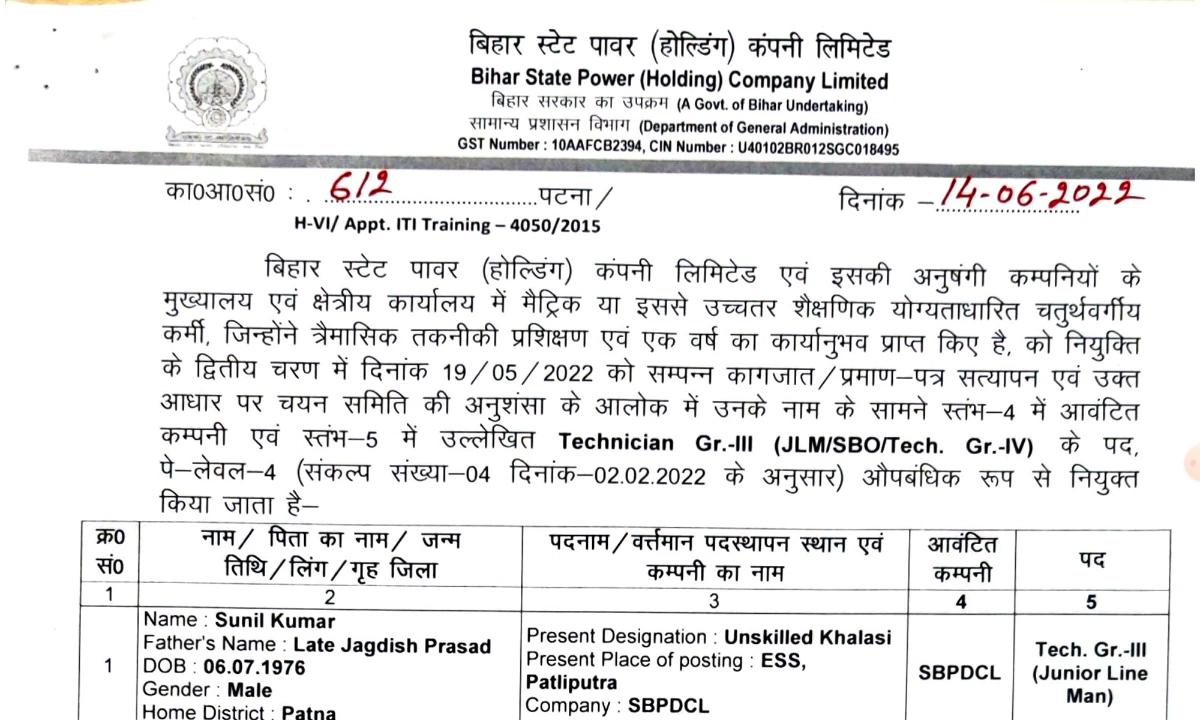 बिहार स्टेट पावर (होल्डिंग) कंपनी लिमिटेड
Bihar State Power (Holding) Company Limited
बिहार सरकार का उपक्रम (A Govt. of Bihar Undertaking)
सामान्य प्रशासन विभाग (Department of General Administration)
GST Number : 10AAFCB2394, CIN Number : U40102BR012SGC018495
का0आ0सं0 : . 612 पटना/ दिनांक – 14-06-2022
H-VI/ Appt. ITI Training – 4050/2015
बिहार स्टेट पावर (होल्डिंग) कंपनी लिमिटेड एवं इसकी अनुषंगी कम्पनियों के
मुख्यालय एवं क्षेत्रीय कार्यालय में मैट्रिक या इससे उच्चतर शैक्षणिक योग्यताधारित चतुर्थवर्गीय
कर्मी, जिन्होंने त्रैमासिक तकनीकी प्रशिक्षण एवं एक वर्ष का कार्यानुभव प्राप्त किए है, को नियुक्ति
के द्वितीय चरण में दिनांक 19/05/2022 को सम्पन्न कागजात/प्रमाण–पत्र सत्यापन एवं उक्त
आधार पर चयन समिति की अनुशंसा के आलोक में उनके नाम के सामने स्तंभ–4 में आवंटित
कम्पनी एवं स्तंभ–5 में उल्लेखित Technician Gr.-III (JLM/SBO/Tech. Gr.-IV) के पद,
पे–लेवल–4 (संकल्प संख्या–04 दिनांक–02.02.2022 के अनुसार) औपबंधिक रूप से नियुक्त
किया जाता है–
क्र0 सं0
नाम/ पिता का नाम/ जन्म
तिथि/लिंग/गृह जिला
पदनाम/वर्त्तमान पदस्थापन स्थान एवं
कम्पनी का नाम
आवंटित
कम्पनी
पद
1 2 3 4 5
1
Name : Sunil Kumar
Father's Name : Late Jagdish Prasad
DOB : 06.07.1976
Gender : Male
Home District : Patna
Present Designation : Unskilled Khalasi
Present Place of posting : ESS,
Patliputra
Company : SBPDCL
SBPDCL
Tech. Gr.-III
(Junior Line
Man)